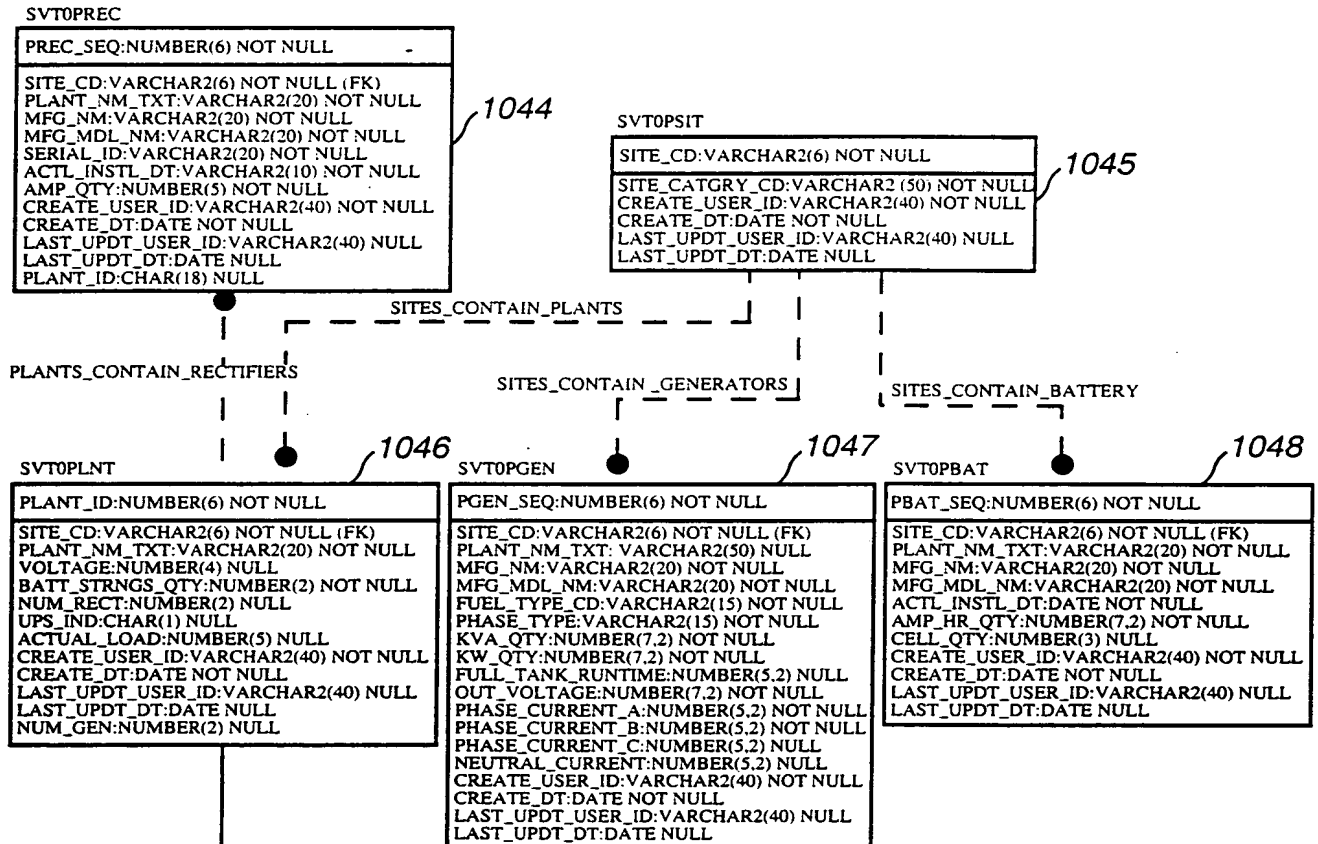 SVT0PREC
PREC_SEQ:NUMBER(6) NOT NULL
SITE_CD:VARCHAR2(6) NOT NULL (FK)
PLANT_NM_TXT:VARCHAR2(20) NOT NULL
MFG_NM:VARCHAR2(20) NOT NULL
MFG_MDL_NM:VARCHAR2(20) NOT NULL
SERIAL_ID:VARCHAR2(20) NOT NULL
ACTL_INSTL_DT:VARCHAR2(10) NOT NULL
AMP_QTY:NUMBER(5) NOT NULL
CREATE_USER_ID:VARCHAR2(40) NOT NULL
CREATE_DT:DATE NOT NULL
LAST_UPDT_USER_ID:VARCHAR2(40) NULL
LAST_UPDT_DT:DATE NULL
PLANT_ID:CHAR(18) NULL
1044
SVT0PSIT
SITE_CD:VARCHAR2(6) NOT NULL
SITE_CATGRY_CD:VARCHAR2 (50) NOT NULL
CREATE_USER_ID:VARCHAR2(40) NOT NULL
CREATE_DT:DATE NOT NULL
LAST_UPDT_USER_ID:VARCHAR2(40) NULL
LAST_UPDT_DT:DATE NULL
1045
SITES_CONTAIN_PLANTS
PLANTS_CONTAIN_RECTIFIERS
SITES_CONTAIN _GENERATORS
SITES_CONTAIN_BATTERY
1046
SVT0PLNT
PLANT_ID:NUMBER(6) NOT NULL
SITE_CD:VARCHAR2(6) NOT NULL (FK)
PLANT_NM_TXT:VARCHAR2(20) NOT NULL
VOLTAGE:NUMBER(4) NULL
BATT_STRNGS_QTY:NUMBER(2) NOT NULL
NUM_RECT:NUMBER(2) NULL
UPS_IND:CHAR(1) NULL
ACTUAL_LOAD:NUMBER(5) NULL
CREATE_USER_ID:VARCHAR2(40) NOT NULL
CREATE_DT:DATE NOT NULL
LAST_UPDT_USER_ID:VARCHAR2(40) NULL
LAST_UPDT_DT:DATE NULL
NUM_GEN:NUMBER(2) NULL
1047
SVT0PGEN
PGEN_SEQ:NUMBER(6) NOT NULL
SITE_CD:VARCHAR2(6) NOT NULL (FK)
PLANT_NM_TXT: VARCHAR2(50) NULL
MFG_NM:VARCHAR2(20) NOT NULL
MFG_MDL_NM:VARCHAR2(20) NOT NULL
FUEL_TYPE_CD:VARCHAR2(15) NOT NULL
PHASE_TYPE:VARCHAR2(15) NOT NULL
KVA_QTY:NUMBER(7,2) NOT NULL
KW_QTY:NUMBER(7,2) NOT NULL
FULL_TANK_RUNTIME:NUMBER(5,2) NULL
OUT_VOLTAGE:NUMBER(7,2) NOT NULL
PHASE_CURRENT_A:NUMBER(5,2) NOT NULL
PHASE_CURRENT_B:NUMBER(5,2) NOT NULL
PHASE_CURRENT_C:NUMBER(5,2) NULL
NEUTRAL_CURRENT:NUMBER(5,2) NULL
CREATE_USER_ID:VARCHAR2(40) NOT NULL
CREATE_DT:DATE NOT NULL
LAST_UPDT_USER_ID:VARCHAR2(40) NULL
LAST_UPDT_DT:DATE NULL
1048
SVT0PBAT
PBAT_SEQ:NUMBER(6) NOT NULL
SITE_CD:VARCHAR2(6) NOT NULL (FK)
PLANT_NM_TXT:VARCHAR2(20) NOT NULL
MFG_NM:VARCHAR2(20) NOT NULL
MFG_MDL_NM:VARCHAR2(20) NOT NULL
ACTL_INSTL_DT:DATE NOT NULL
AMP_HR_QTY:NUMBER(7,2) NOT NULL
CELL_QTY:NUMBER(3) NULL
CREATE_USER_ID:VARCHAR2(40) NOT NULL
CREATE_DT:DATE NOT NULL
LAST_UPDT_USER_ID:VARCHAR2(40) NULL
LAST_UPDT_DT:DATE NULL